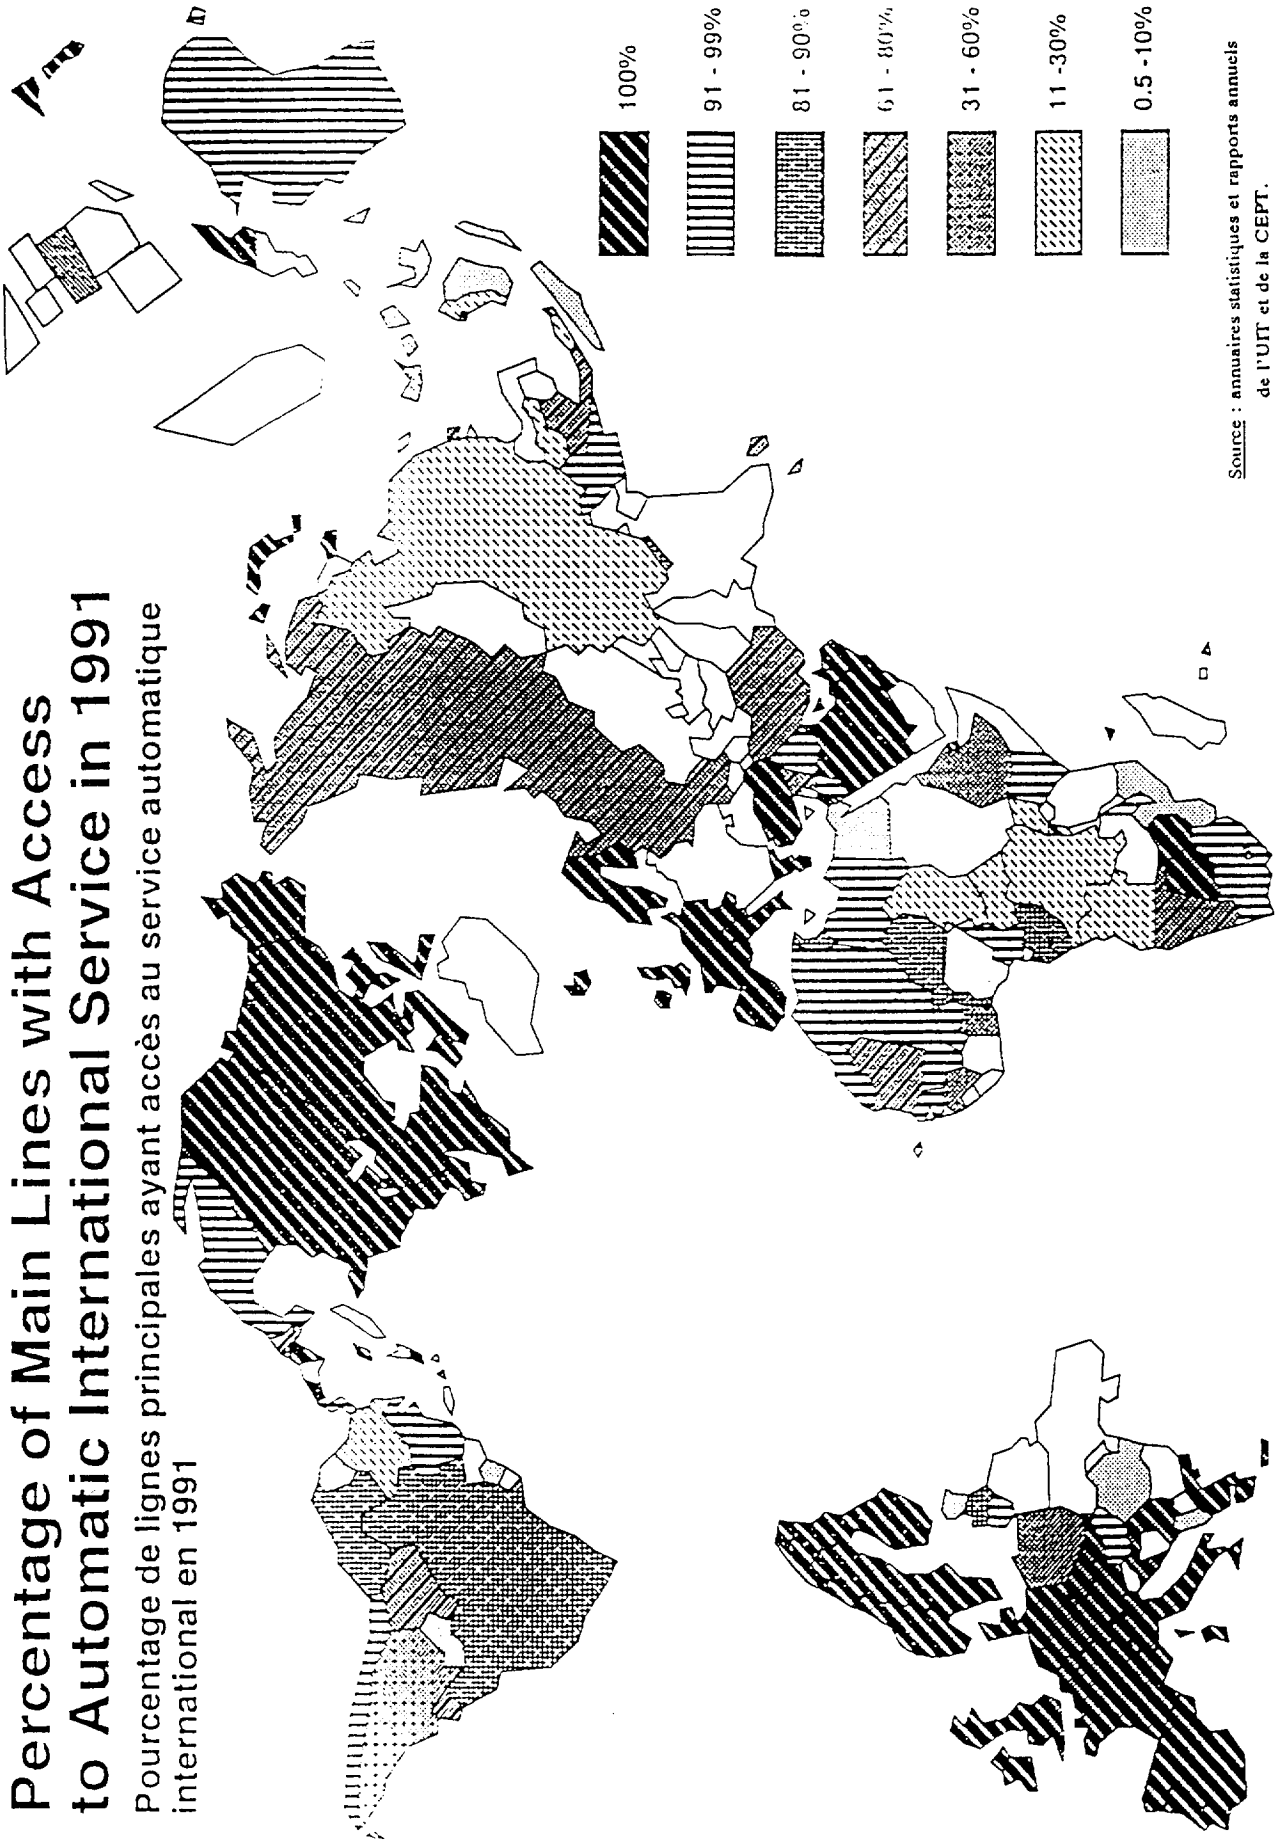 Percentage of Main Lines with Access
to Automatic International Service in 1991
Pourcentage de lignes principales ayant accès au service automatique
international en 1991
100%
91 - 99%
81 - 90%
61 - 80%
31 - 60%
11 -30%
0.5 -10%
Source : annuaires statistiques et rapports annuels
de l'UIT et de la CEPT.